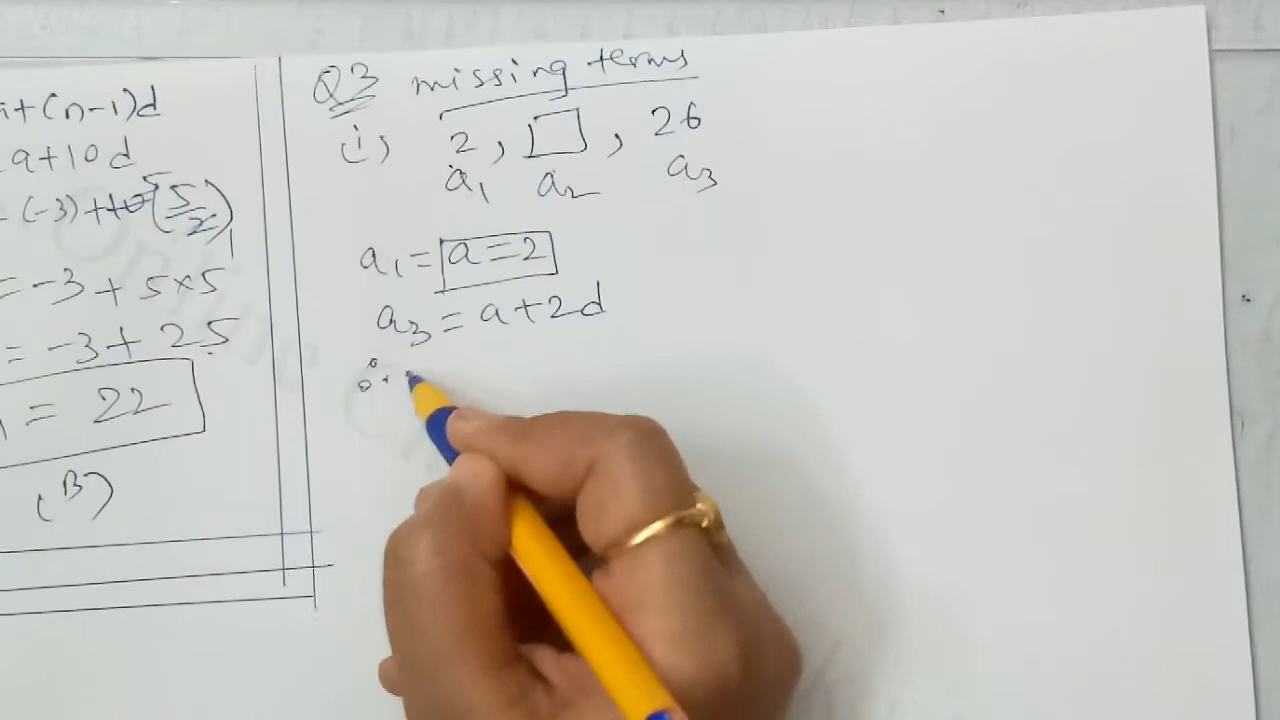 a+(n-1)d
a+10d
(-3)+10(5/2)
= -3 + 5×5
= -3 + 25
= 22
(B)
Q3 missing terms
(i) 2, □, 26
a₁ a₂ a₃
a₁ = a = 2
a₃ = a + 2d
∴